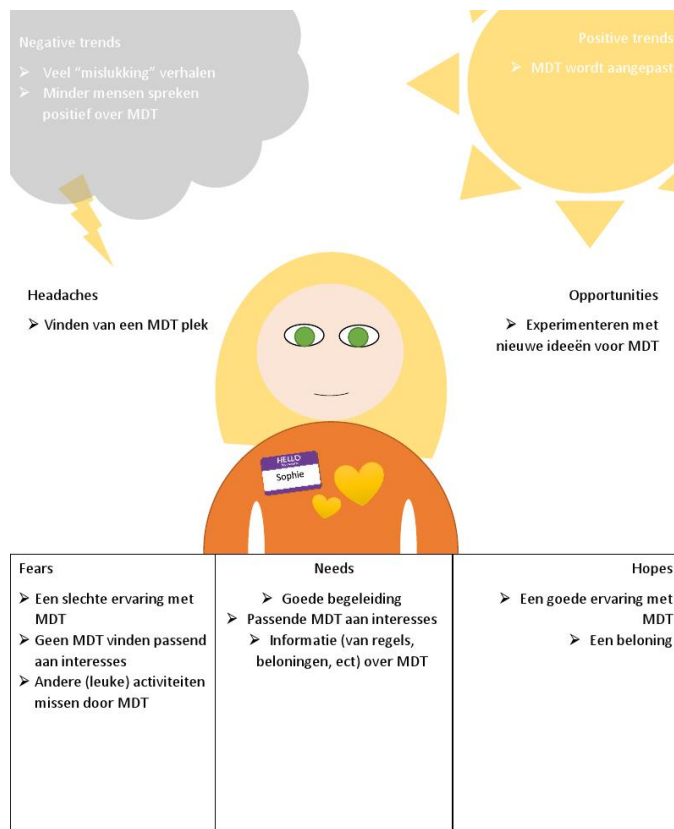 Negative trends
➢ Veel “mislukking” verhalen
➢ Minder mensen spreken
positief over MDT
Positive trends
➢ MDT wordt aangepast
Headaches
➢ Vinden van een MDT plek
Opportunities
➢ Experimenteren met
nieuwe ideeën voor MDT
HELLO
Sophie
Fears
➢ Een slechte ervaring met
MDT
➢ Geen MDT vinden passend
aan interesses
➢ Andere (leuke) activiteiten
missen door MDT
Needs
➢ Goede begeleiding
➢ Passende MDT aan interesses
➢ Informatie (van regels,
beloningen, ect) over MDT
Hopes
➢ Een goede ervaring met
MDT
➢ Een beloning